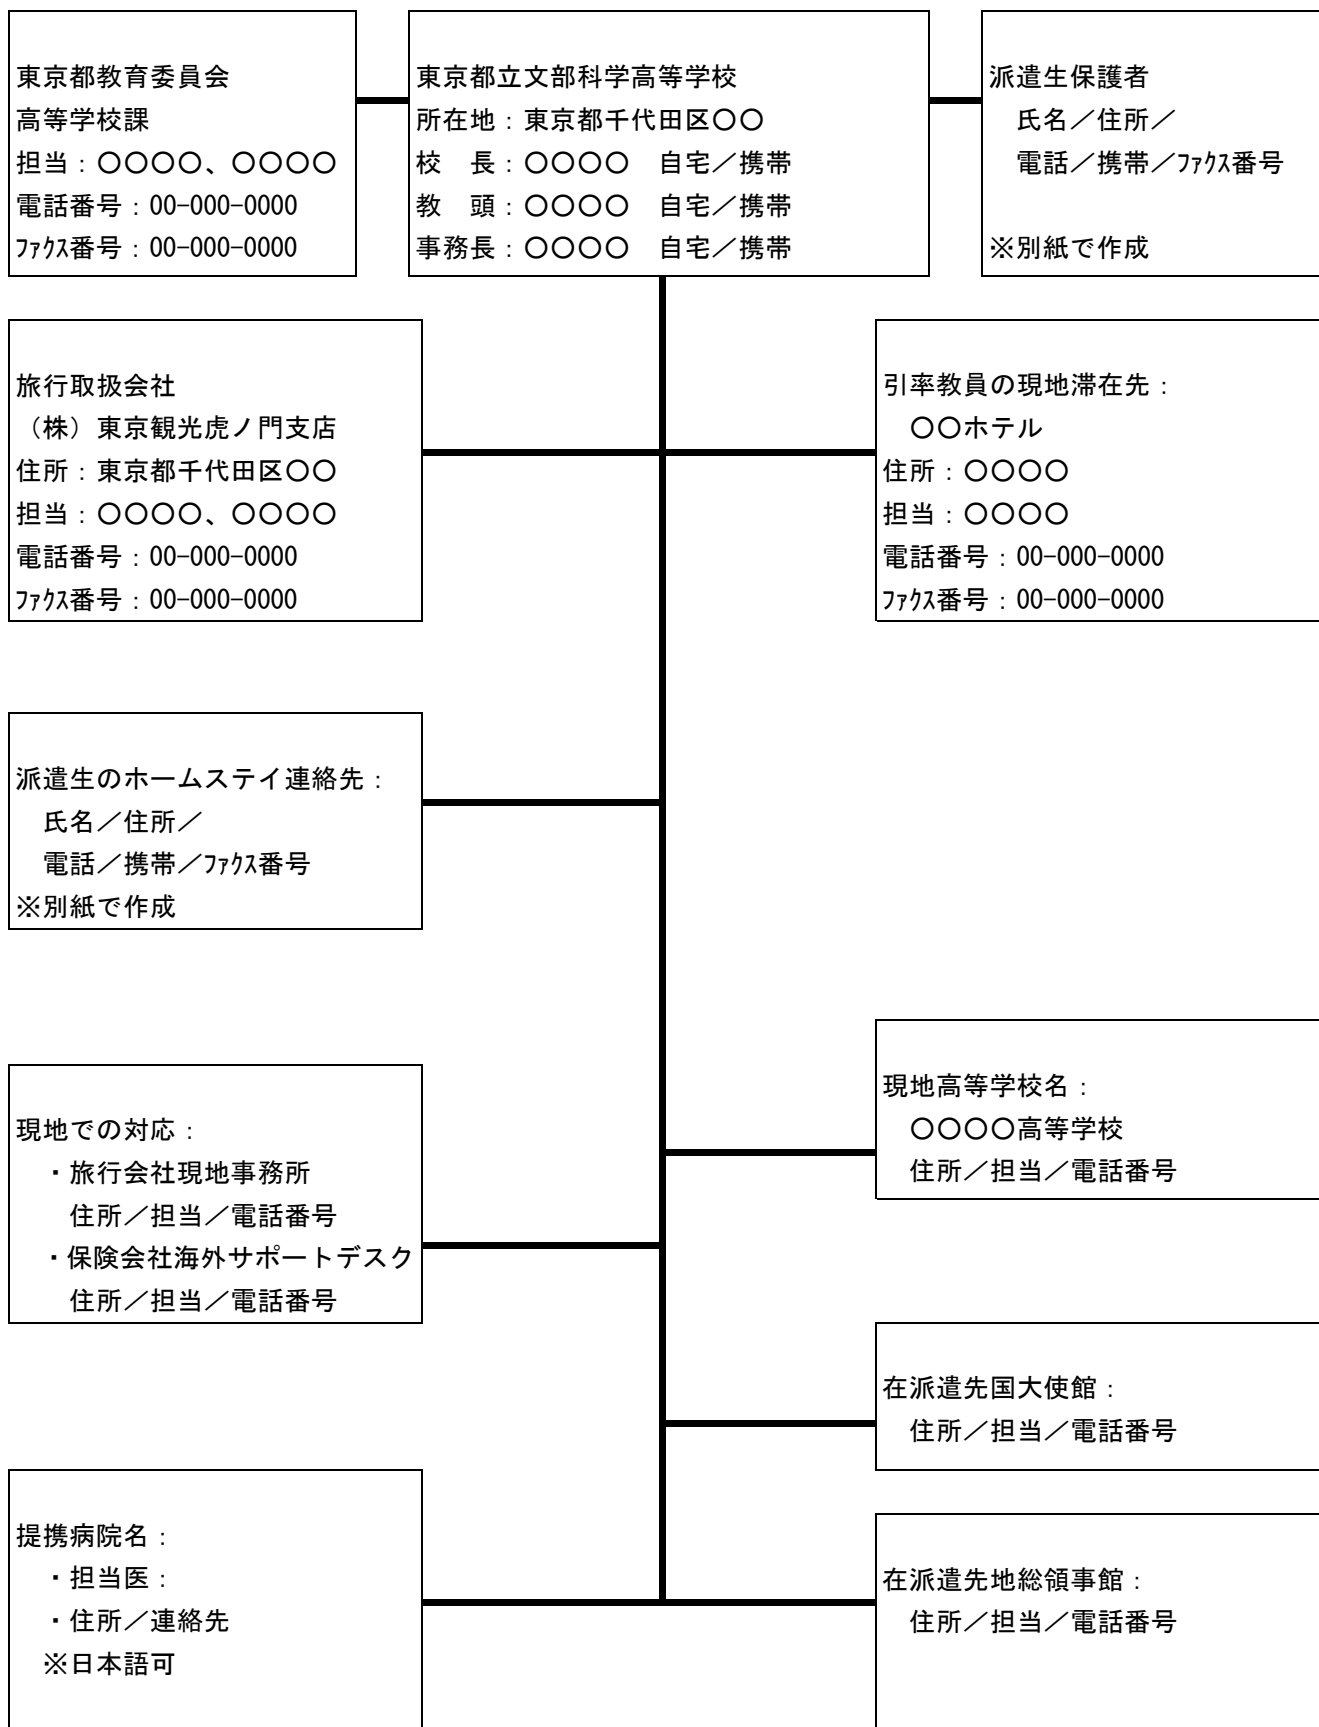 東京都教育委員会
高等学校課
担当：〇〇〇〇、〇〇〇〇
電話番号：00-000-0000
ﾌｧｸｽ番号：00-000-0000
東京都立文部科学高等学校
所在地：東京都千代田区〇〇
校　長：〇〇〇〇　自宅／携帯
教　頭：〇〇〇〇　自宅／携帯
事務長：〇〇〇〇　自宅／携帯
派遣生保護者
氏名／住所／
電話／携帯／ﾌｧｸｽ番号
※別紙で作成
旅行取扱会社
（株）東京観光虎ノ門支店
住所：東京都千代田区〇〇
担当：〇〇〇〇、〇〇〇〇
電話番号：00-000-0000
ﾌｧｸｽ番号：00-000-0000
引率教員の現地滞在先：
〇〇ホテル
住所：〇〇〇〇
担当：〇〇〇〇
電話番号：00-000-0000
ﾌｧｸｽ番号：00-000-0000
派遣生のホームステイ連絡先：
氏名／住所／
電話／携帯／ﾌｧｸｽ番号
※別紙で作成
現地高等学校名：
〇〇〇〇高等学校
住所／担当／電話番号
現地での対応：
・旅行会社現地事務所
住所／担当／電話番号
・保険会社海外サポートデスク
住所／担当／電話番号
在派遣先国大使館：
住所／担当／電話番号
提携病院名：
・担当医：
・住所／連絡先
※日本語可
在派遣先地総領事館：
住所／担当／電話番号